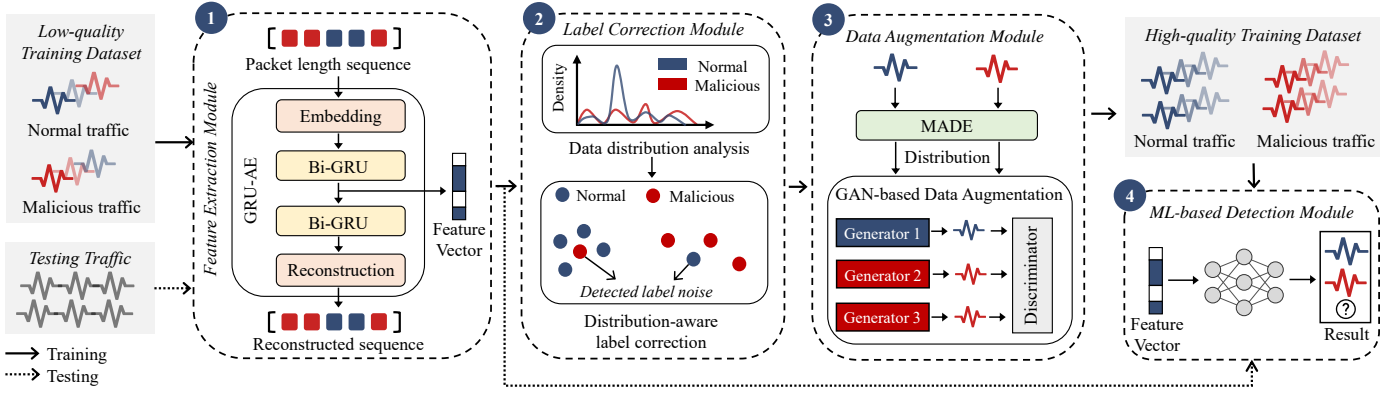 Low-quality
Training Dataset
Normal traffic
Malicious traffic
Testing Traffic
Training
Testing
1
Feature Extraction Module
Packet length sequence
GRU-AE
Embedding
Bi-GRU
Bi-GRU
Reconstruction
Reconstructed sequence
Feature
Vector
2
Label Correction Module
Density
Normal
Malicious
Data distribution analysis
Normal
Malicious
Detected label noise
Distribution-aware
label correction
3
Data Augmentation Module
MADE
Distribution
GAN-based Data Augmentation
Generator 1
Generator 2
Generator 3
Discriminator
High-quality Training Dataset
Normal traffic
Malicious traffic
4
ML-based Detection Module
Feature
Vector
?
Result